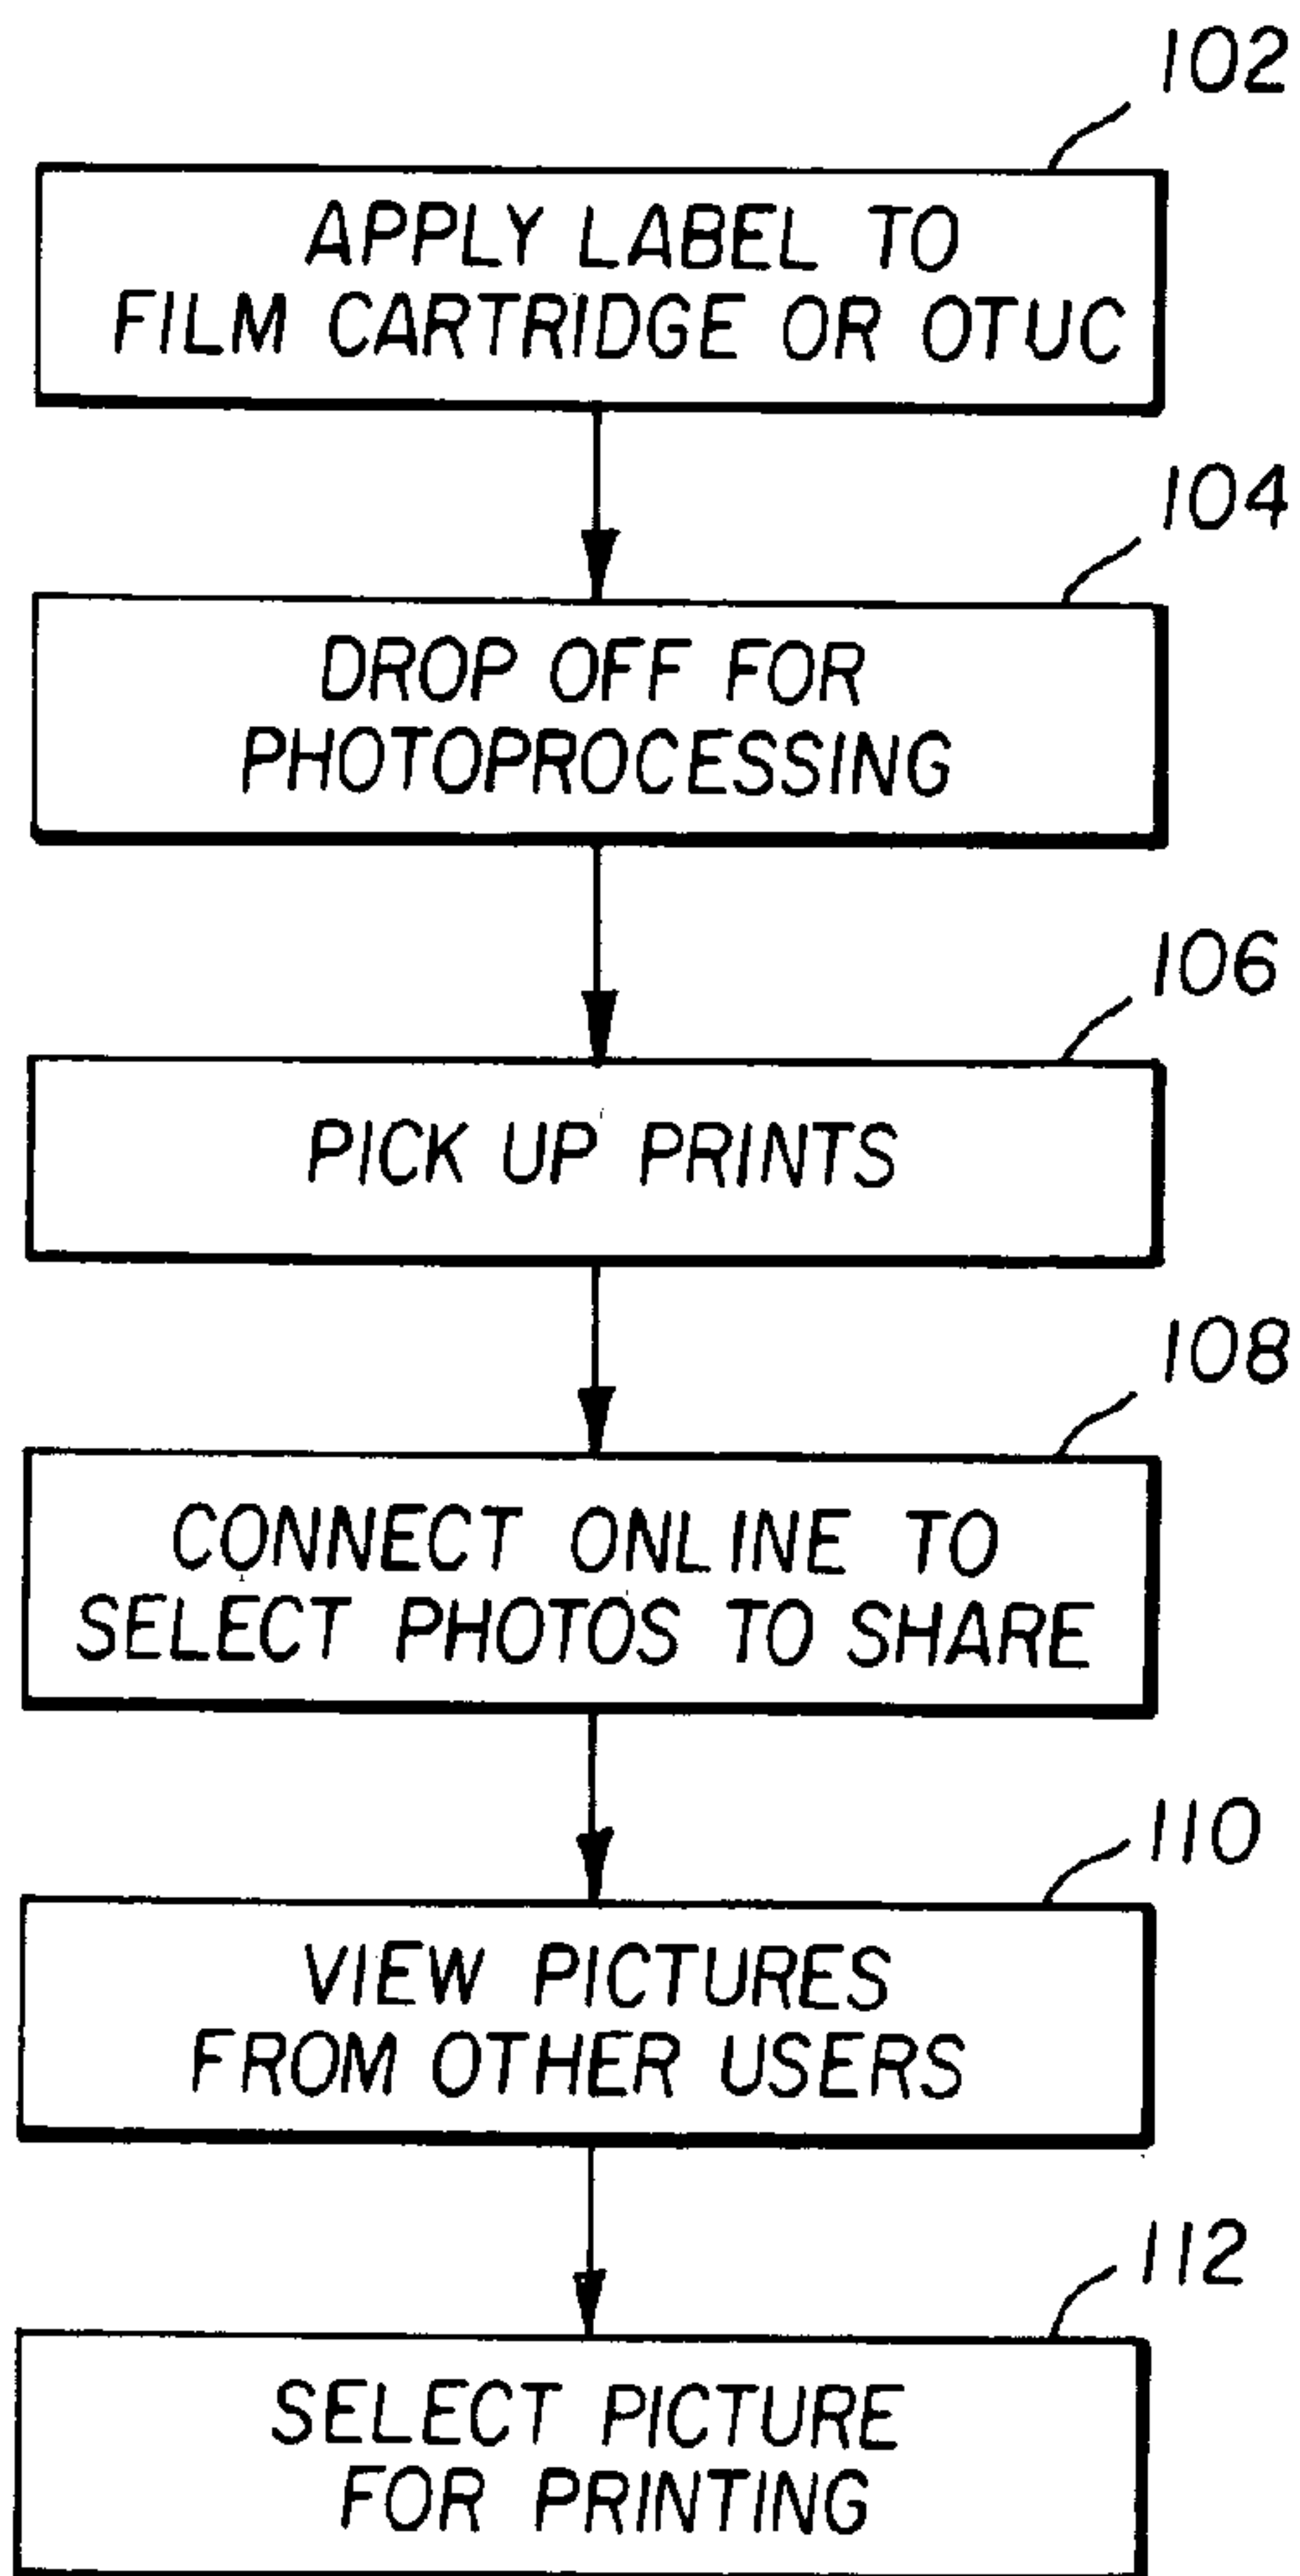 102
APPLY LABEL TO
FILM CARTRIDGE OR OTUC
104
DROP OFF FOR
PHOTOPROCESSING
106
PICK UP PRINTS
108
CONNECT ONLINE TO
SELECT PHOTOS TO SHARE
110
VIEW PICTURES
FROM OTHER USERS
112
SELECT PICTURE
FOR PRINTING